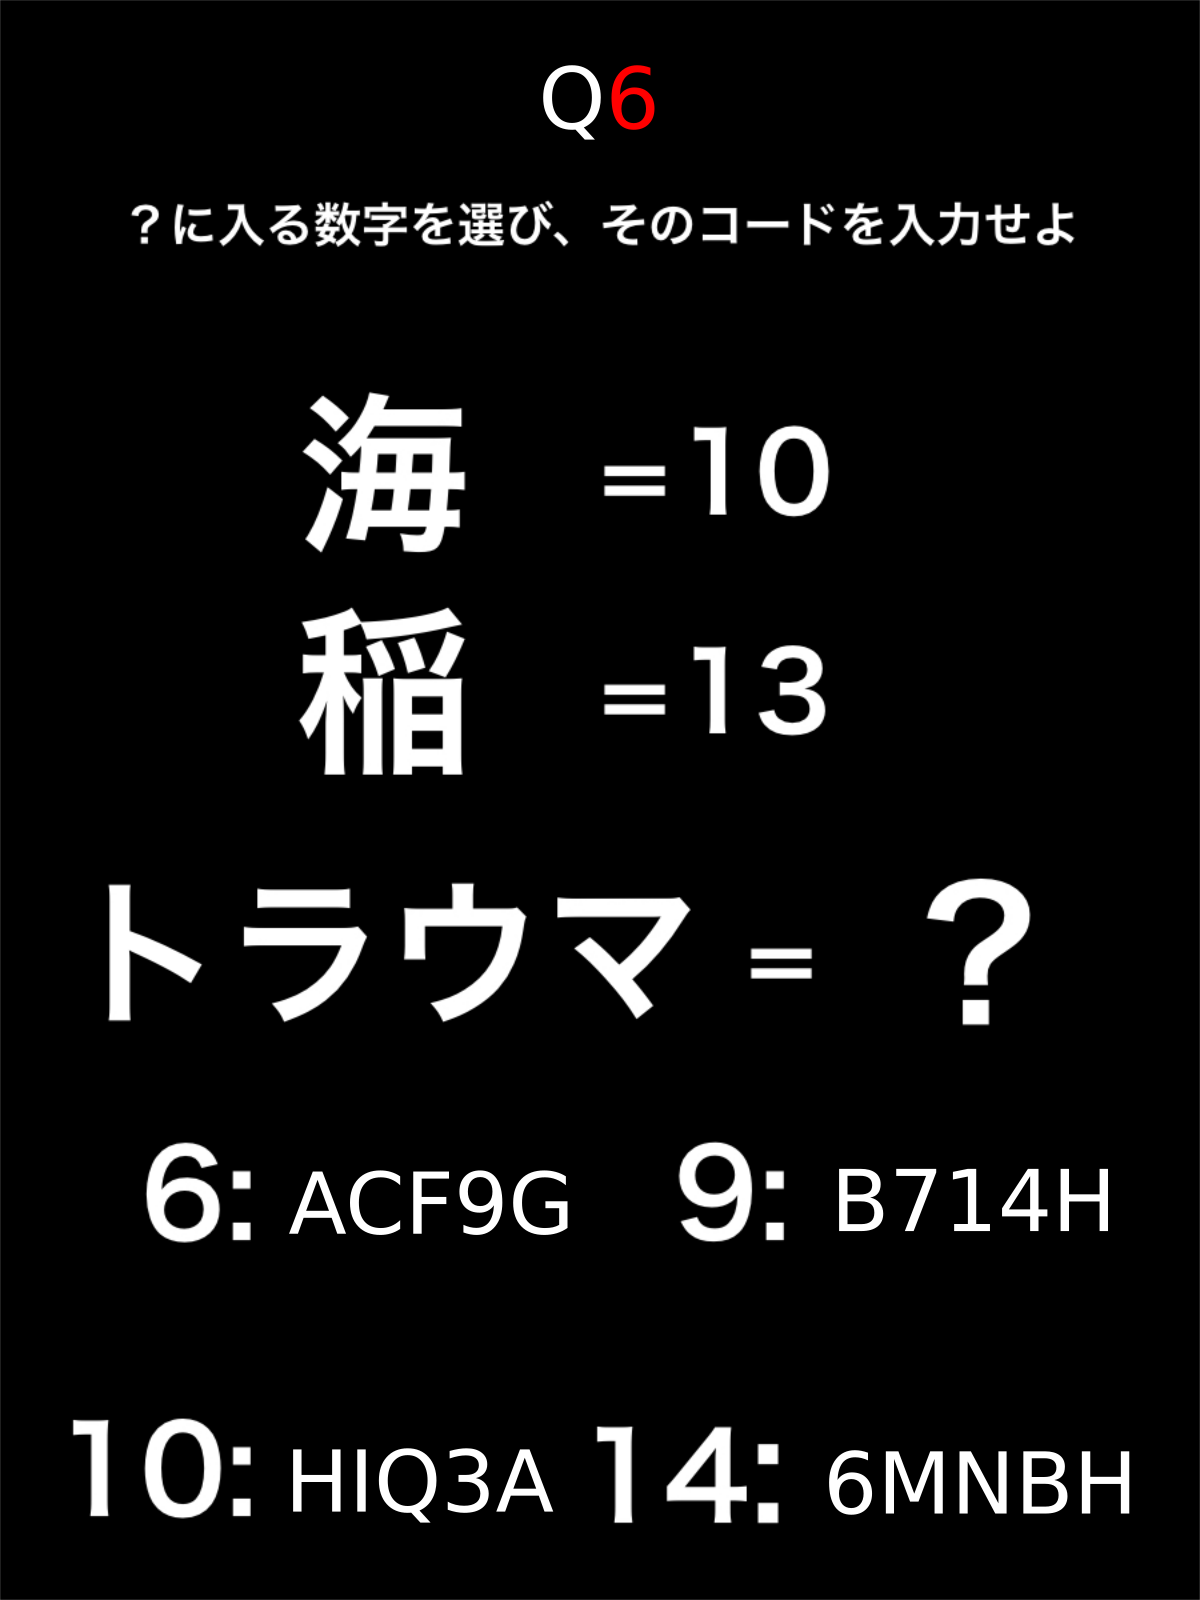 Q6
？に入る数字を選び、そのコードを入力せよ
海 =10
稲 =13
トラウマ = ？
6: ACF9G 9: B714H
10: HIQ3A 14: 6MNBH